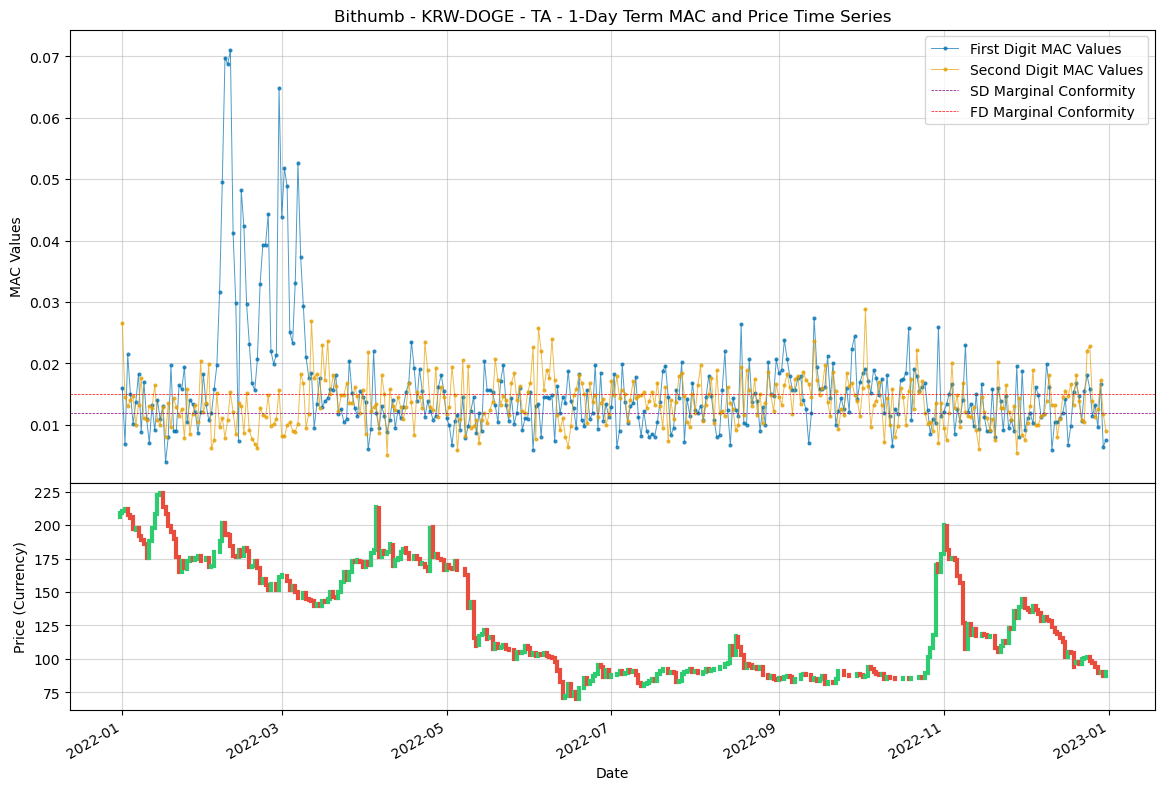 Bithumb - KRW-DOGE - TA - 1-Day Term MAC and Price Time Series
First Digit MAC Values
Second Digit MAC Values
SD Marginal Conformity
FD Marginal Conformity
MAC Values
0.07
0.06
0.05
0.04
0.03
0.02
0.01
Price (Currency)
225
200
175
150
125
100
75
2022-01
2022-03
2022-05
2022-07
2022-09
2022-11
2023-01
Date